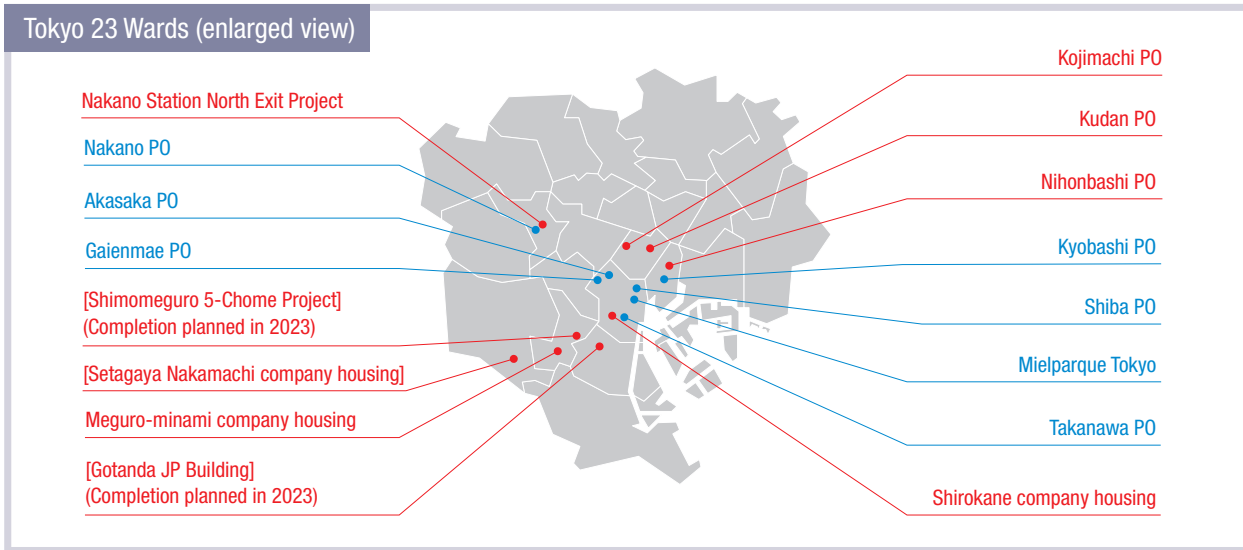 Tokyo 23 Wards (enlarged view)
Nakano Station North Exit Project
Nakano PO
Akasaka PO
Gaienmae PO
[Shimomeguro 5-Chome Project]
(Completion planned in 2023)
[Setagaya Nakamachi company housing]
Meguro-minami company housing
[Gotanda JP Building]
(Completion planned in 2023)
Kojimachi PO
Kudan PO
Nihonbashi PO
Kyobashi PO
Shiba PO
Mielparque Tokyo
Takanawa PO
Shirokane company housing